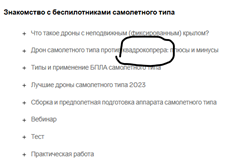 Знакомство с беспилотниками самолетного типа
+ Что такое дроны с неподвижным (фиксированным) крылом?
+ Дрон самолетного типа против квадрокоптера: плюсы и минусы
+ Типы и применение БПЛА самолетного типа
+ Лучшие дроны самолетного типа 2023
+ Сборка и предполетная подготовка аппарата самолетного типа
+ Вебинар
+ Тест
+ Практическая работа